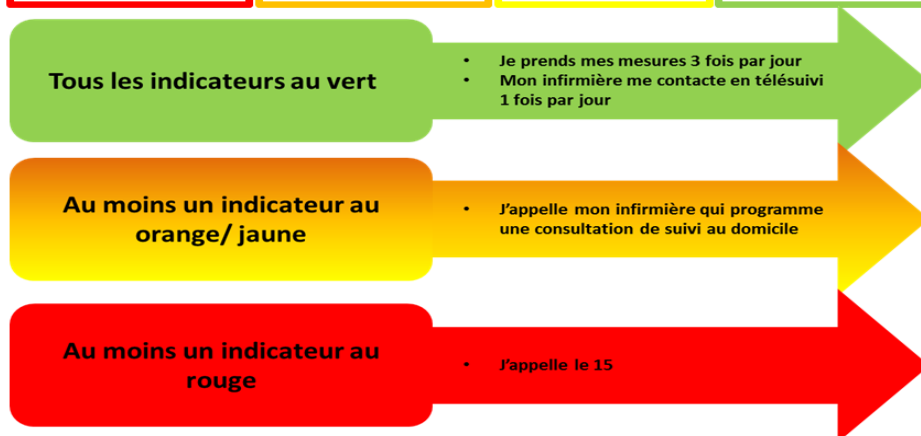 Tous les indicateurs au vert
• Je prends mes mesures 3 fois par jour
• Mon infirmière me contacte en télésuivi
1 fois par jour
Au moins un indicateur au
orange/ jaune
• J’appelle mon infirmière qui programme
une consultation de suivi au domicile
Au moins un indicateur au
rouge
• J’appelle le 15